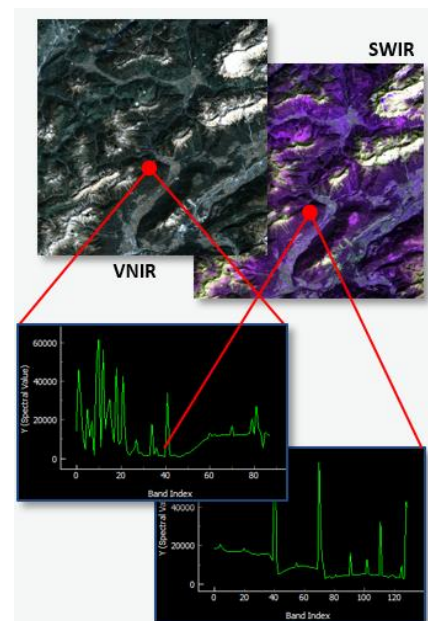 SWIR
VNIR
60000
40000
20000
0
Y (Spectral Value)
0 20 40 60 80
Band Index
40000
20000
0
Y (Spectral Value)
0 20 40 60 80 100 120
Band Index